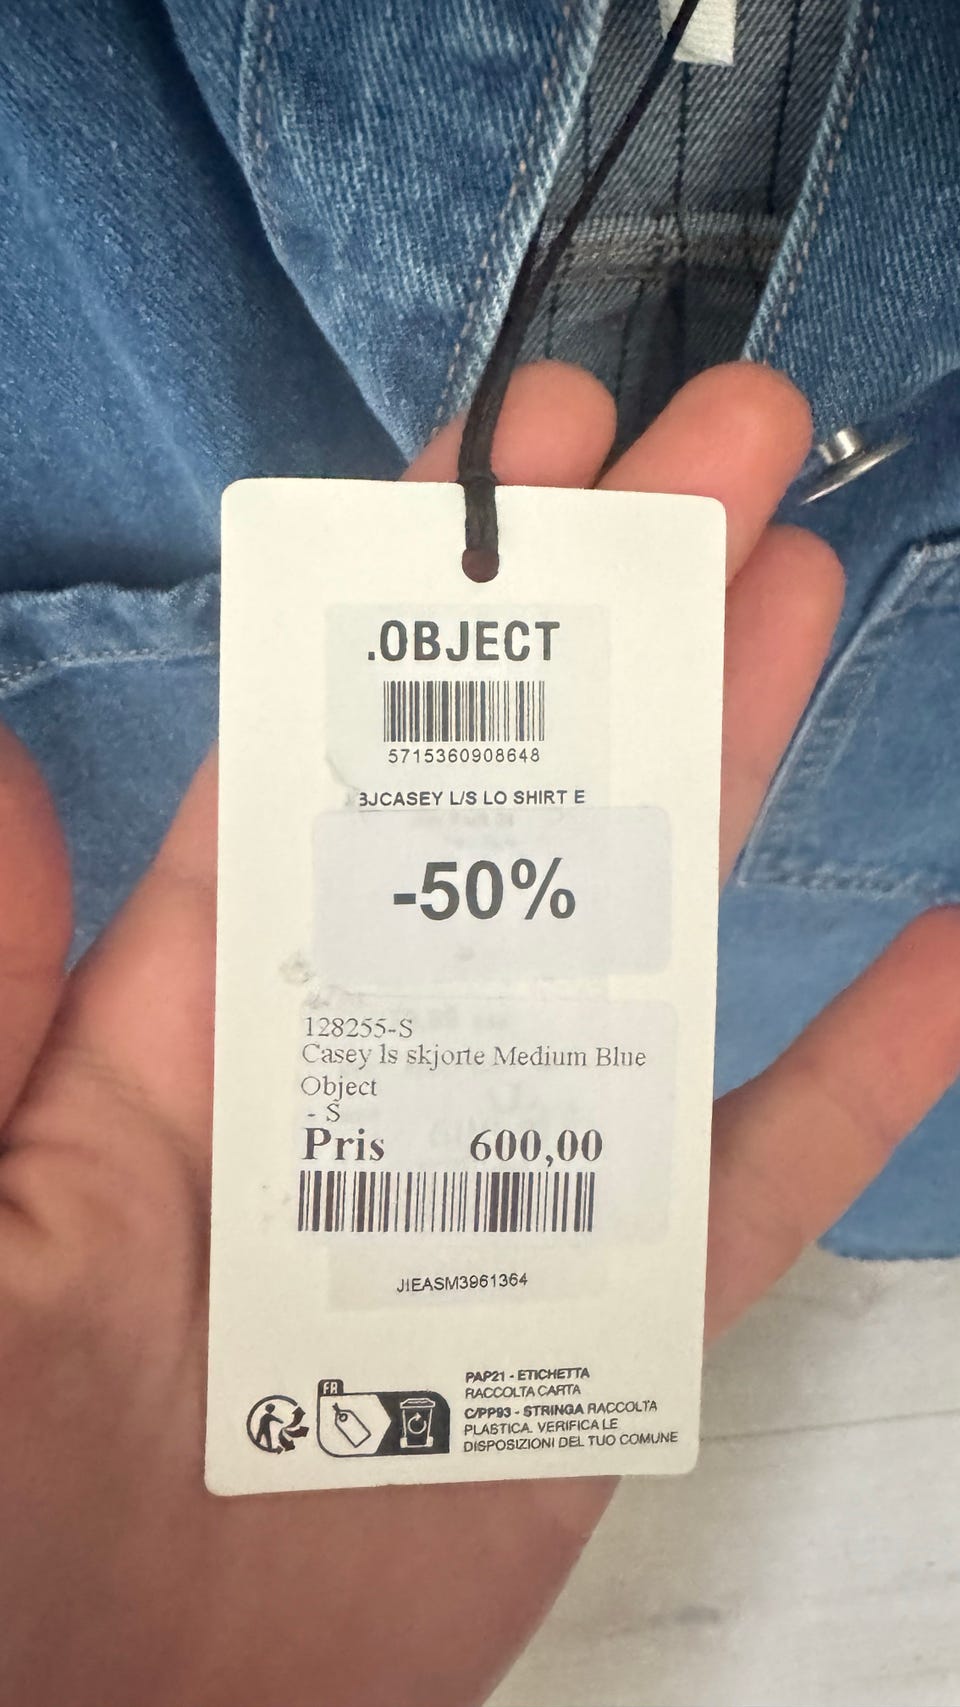 .OBJECT
5715360908648
BJCASEY L/S LO SHIRT E
-50%
128255-S
Casey ls skjorte Medium Blue
Object
- S
Pris 600,00
JIEASM3961364
FR
PAP21 - ETICHETTA
RACCOLTA CARTA
C/PP93 - STRINGA RACCOLTA
PLASTICA. VERIFICA LE
DISPOSIZIONI DEL TUO COMUNE